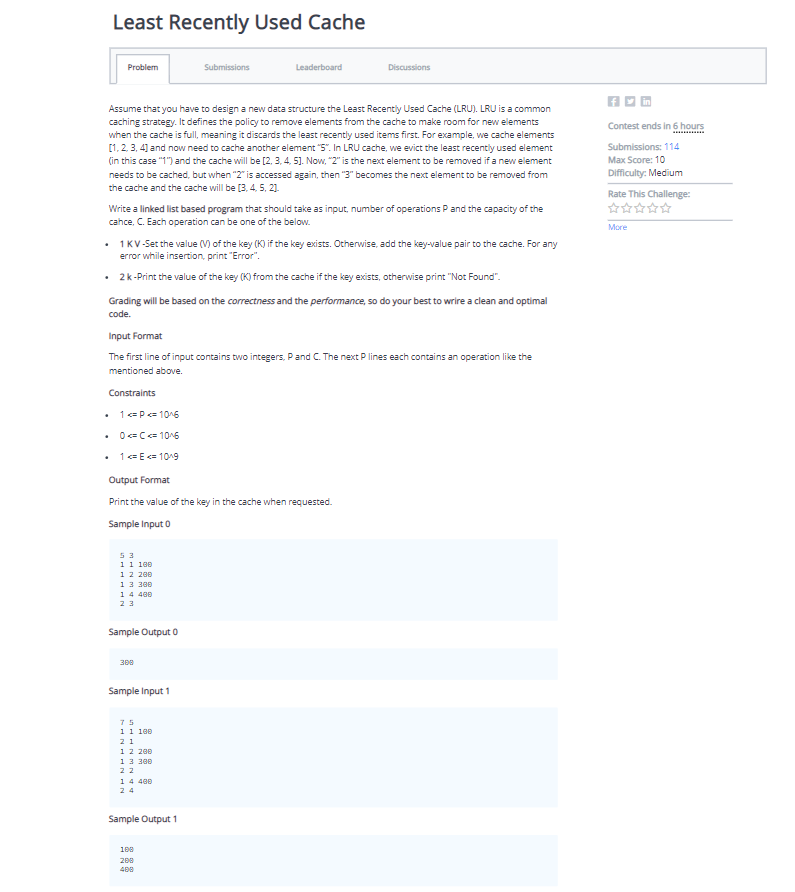 Least Recently Used Cache
Problem
Submissions
Leaderboard
Discussions
Assume that you have to design a new data structure the Least Recently Used Cache (LRU). LRU is a common
caching strategy. It defines the policy to remove elements from the cache to make room for new elements
when the cache is full, meaning it discards the least recently used items first. For example, we cache elements
[1, 2, 3, 4] and now need to cache another element "5". In LRU cache, we evict the least recently used element
(in this case "1") and the cache will be [2, 3, 4, 5]. Now, "2" is the next element to be removed if a new element
needs to be cached, but when "2" is accessed again, then "3" becomes the next element to be removed from
the cache and the cache will be [3, 4, 5, 2].
Write a linked list based program that should take as input, number of operations P and the capacity of the
cahce, C. Each operation can be one of the below.
• 1 K V -Set the value (V) of the key (K) if the key exists. Otherwise, add the key-value pair to the cache. For any
error while insertion, print "Error".
• 2 k -Print the value of the key (K) from the cache if the key exists, otherwise print "Not Found".
Grading will be based on the correctness and the performance, so do your best to wrire a clean and optimal
code.
Input Format
The first line of input contains two integers, P and C. The next P lines each contains an operation like the
mentioned above.
Constraints
• 1 <= P <= 10^6
• 0 <= C <= 10^6
• 1 <= E <= 10^9
Output Format
Print the value of the key in the cache when requested.
Sample Input 0
5 3
1 1 100
1 2 200
1 3 300
1 4 400
2 3
Sample Output 0
300
Sample Input 1
7 5
1 1 100
2 1
1 2 200
1 3 300
2 2
1 4 400
2 4
Sample Output 1
100
200
400
Contest ends in 6 hours
Submissions: 114
Max Score: 10
Difficulty: Medium
Rate This Challenge:
More